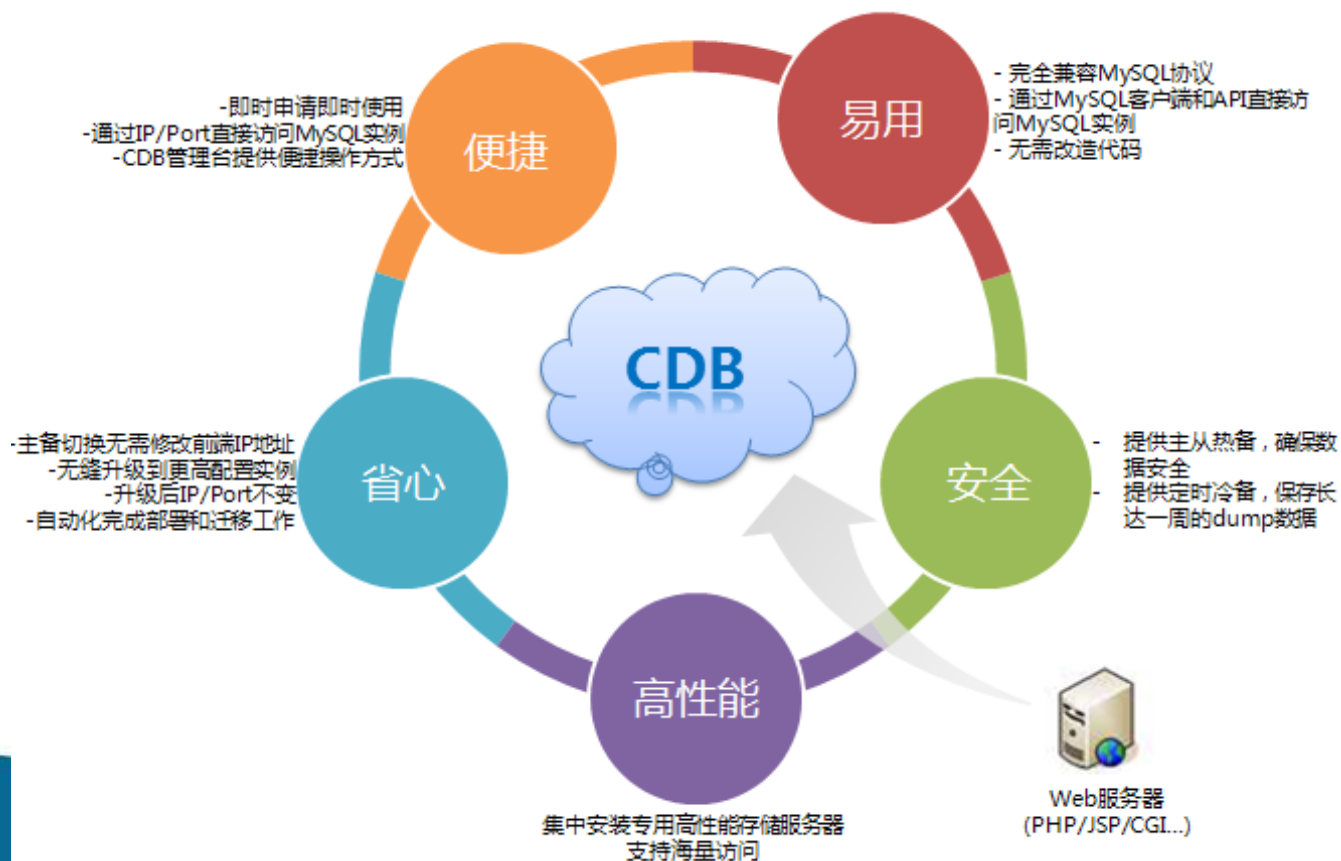 -即时申请即时使用
-通过IP/Port直接访问MySQL实例
-CDB管理台提供便捷操作方式
便捷
易用
- 完全兼容MySQL协议
- 通过MySQL客户端和API直接访
问MySQL实例
- 无需改造代码
CDB
-主备切换无需修改前端IP地址
-无缝升级到更高配置实例
-升级后IP/Port不变
-自动化完成部署和迁移工作
省心
安全
- 提供主从热备，确保数
据安全
- 提供定时冷备，保存长
达一周的dump数据
高性能
集中安装专用高性能存储服务器
支持海量访问
Web服务器
(PHP/JSP/CGI...)